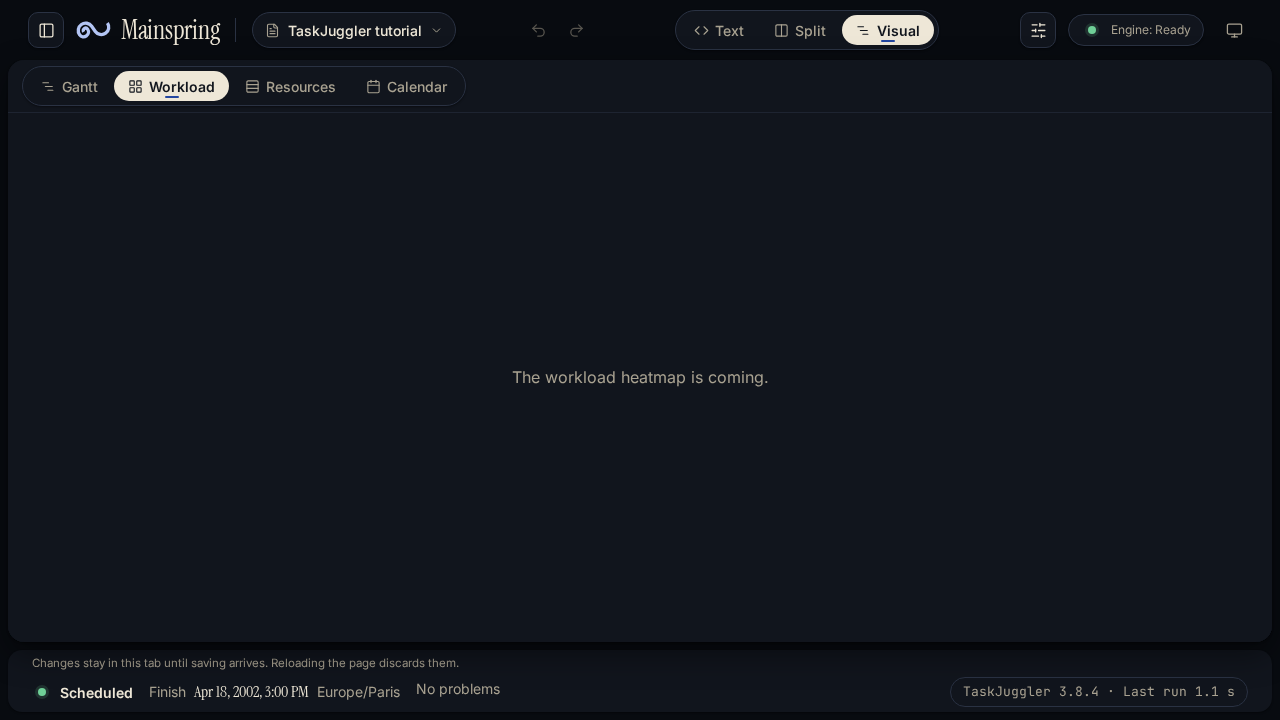 Mainspring
TaskJuggler tutorial
Text
Split
Visual
Engine: Ready
Gantt
Workload
Resources
Calendar
The workload heatmap is coming.
Changes stay in this tab until saving arrives. Reloading the page discards them.
Scheduled Finish Apr 18, 2002, 3:00 PM Europe/Paris No problems
TaskJuggler 3.8.4 · Last run 1.1 s